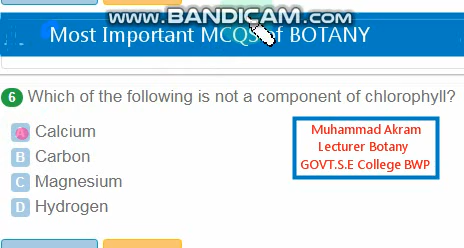 www.BANDICAM.com
Most Important MCQS of BOTANY
6 Which of the following is not a component of chlorophyll?
Calcium
B Carbon
C Magnesium
D Hydrogen
Muhammad Akram
Lecturer Botany
GOVT.S.E College BWP